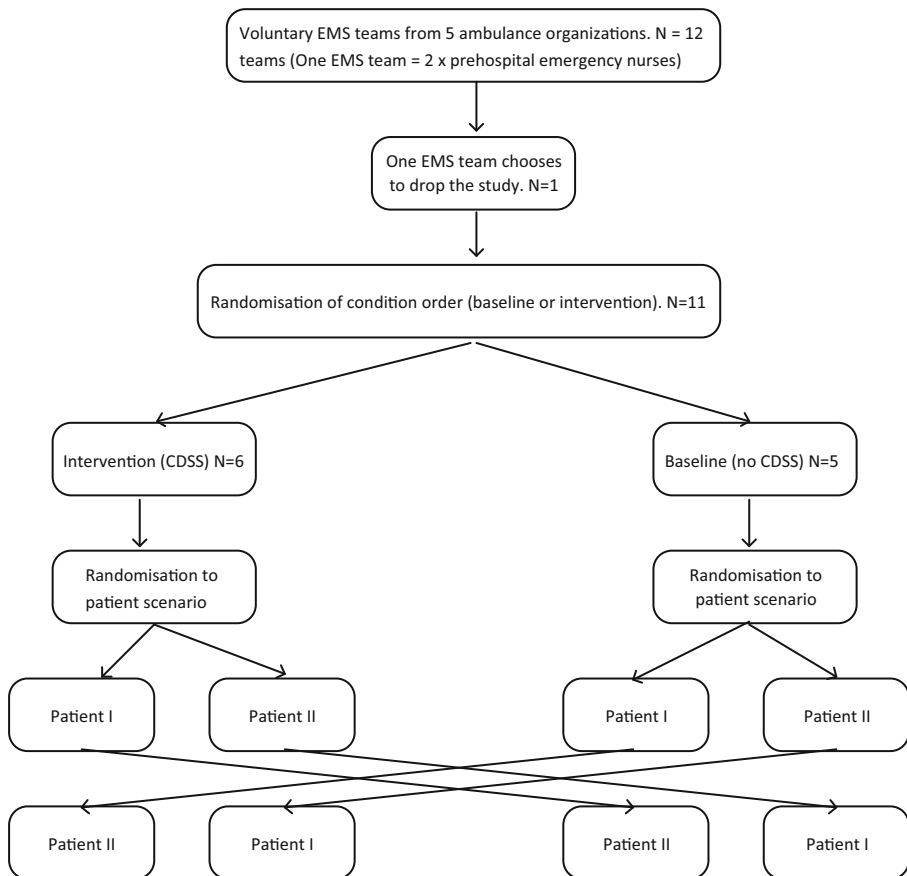 Voluntary EMS teams from 5 ambulance organizations. N = 12
teams (One EMS team = 2 x prehospital emergency nurses)
One EMS team chooses
to drop the study. N=1
Randomisation of condition order (baseline or intervention). N=11
Intervention (CDSS) N=6
Baseline (no CDSS) N=5
Randomisation to
patient scenario
Randomisation to
patient scenario
Patient I
Patient II
Patient I
Patient II
Patient II
Patient I
Patient II
Patient I